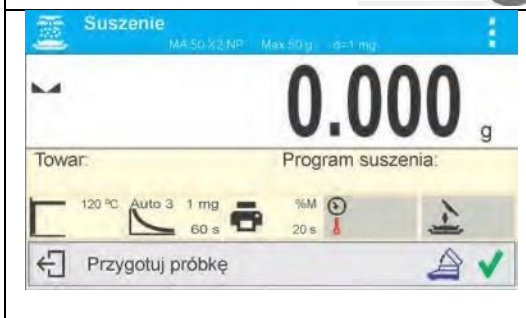 Suszenie
MA 50.X2.NP Max 50 g d=1 mg
0.000 g
Towar: Program suszenia:
120 °C Auto 3 1 mg %M
60 s 20 s
Przygotuj próbkę